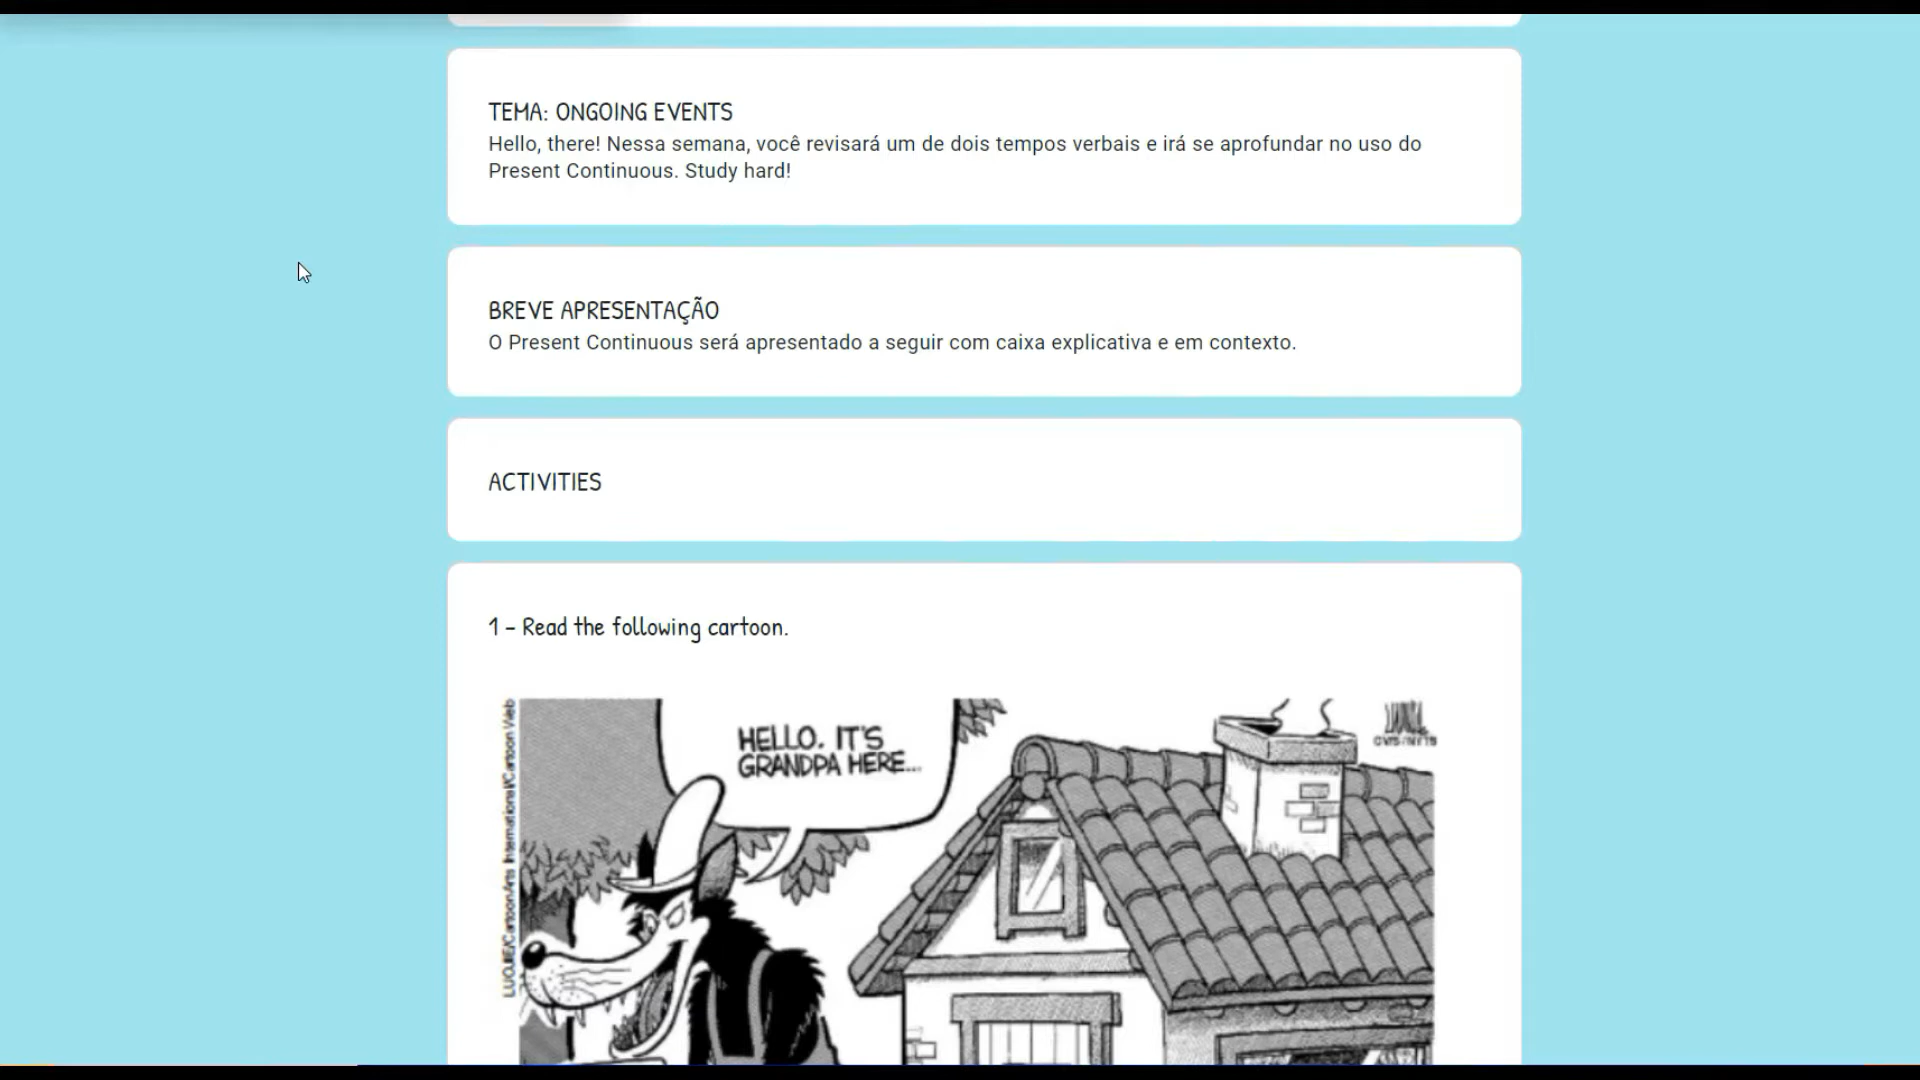 TEMA: ONGOING EVENTS
Hello, there! Nessa semana, você revisará um de dois tempos verbais e irá se aprofundar no uso do
Present Continuous. Study hard!
BREVE APRESENTAÇÃO
O Present Continuous será apresentado a seguir com caixa explicativa e em contexto.
ACTIVITIES
1 - Read the following cartoon.
HELLO. IT'S
GRANDPA HERE...